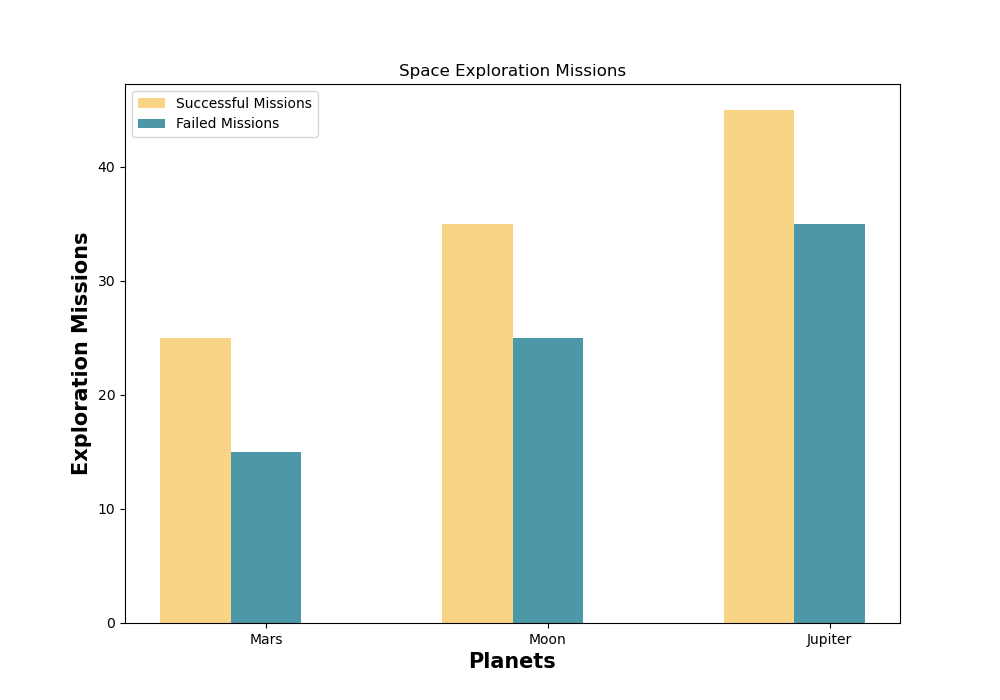 Space Exploration Missions
Successful Missions
Failed Missions
Exploration Missions
40
30
20
10
0
Mars Moon Jupiter
Planets